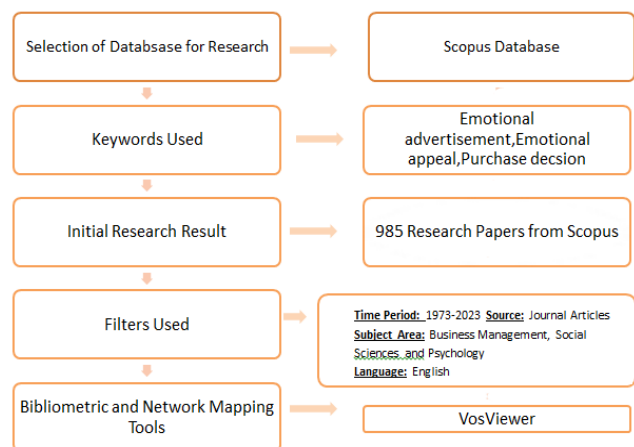 Selection of Databsase for Research
Scopus Database
Keywords Used
Emotional
advertisement,Emotional
appeal,Purchase decsion
Initial Research Result
985 Research Papers from Scopus
Filters Used
Time Period: 1973-2023 Source: Journal Articles
Subject Area: Business Management, Social
Sciences and Psychology
Language: English
Bibliometric and Network Mapping
Tools
VosViewer